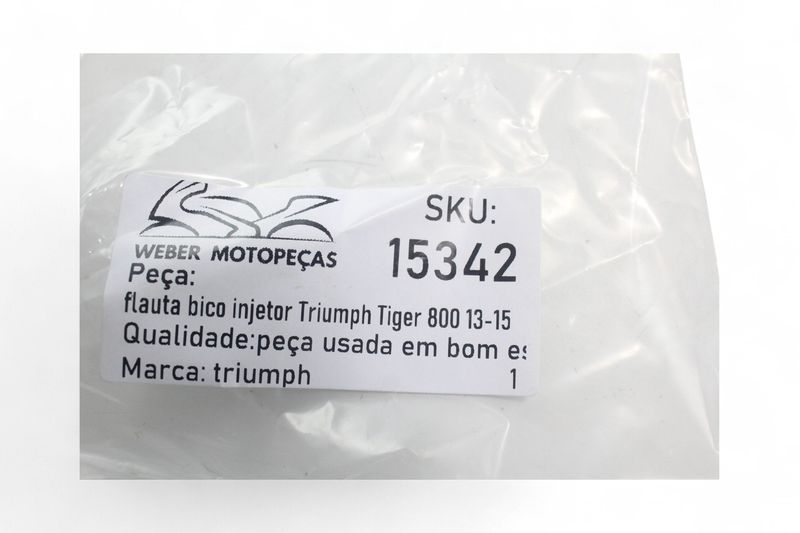 SKU:
15342
WEBER MOTOPEÇAS
Peça:
flauta bico injetor Triumph Tiger 800 13-15
Qualidade:peça usada em bom es
Marca: triumph 1